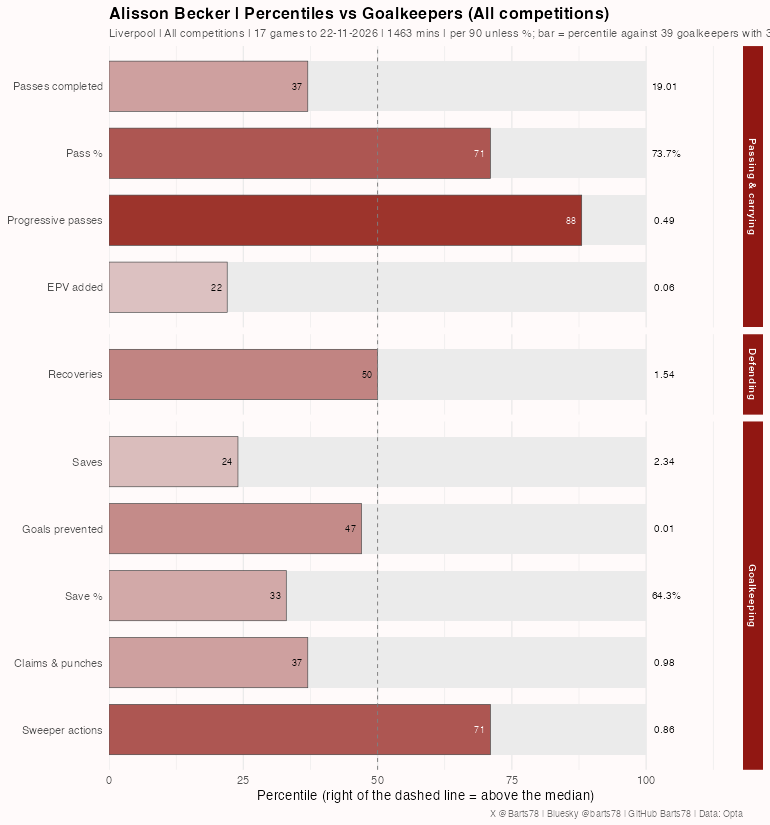 Alisson Becker | Percentiles vs Goalkeepers (All competitions)
Liverpool | All competitions | 17 games to 22-11-2026 | 1463 mins | per 90 unless %; bar = percentile against 39 goalkeepers with 3
Passes completed 37 19.01
Pass % 71 73.7%
Progressive passes 88 0.49
EPV added 22 0.06
Passing & carrying
Recoveries 50 1.54
Defending
Saves 24 2.34
Goals prevented 47 0.01
Save % 33 64.3%
Claims & punches 37 0.98
Sweeper actions 71 0.86
Goalkeeping
0 25 50 75 100
Percentile (right of the dashed line = above the median)
X @Barts78 | Bluesky @barts78 | GitHub Barts78 | Data: Opta